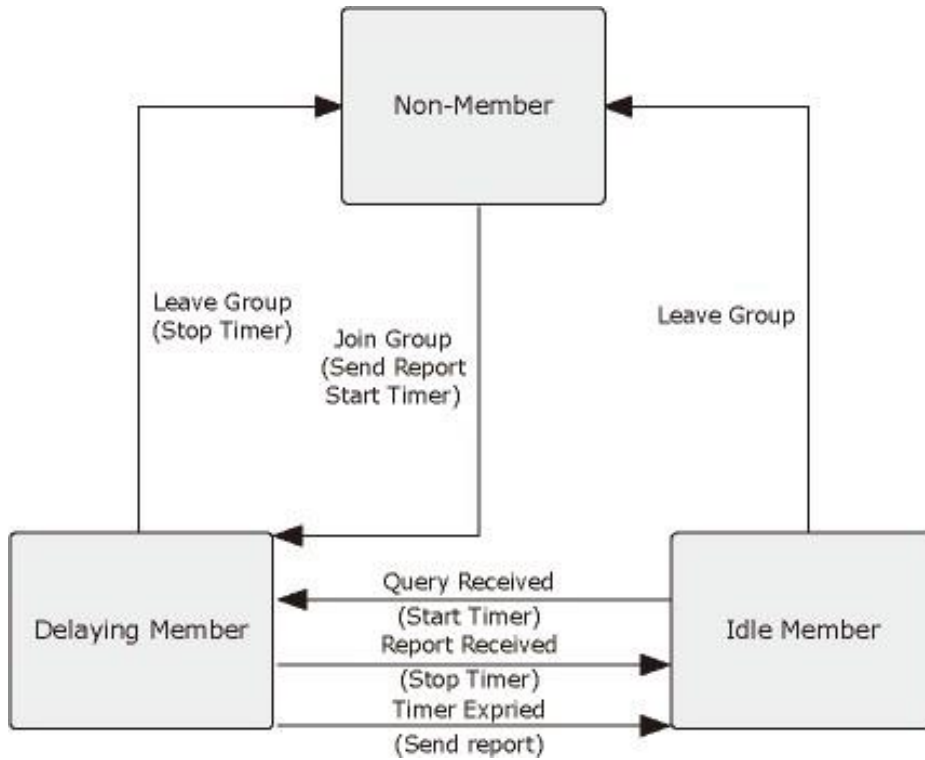 Non-Member
Leave Group
(Stop Timer)
Join Group
(Send Report
Start Timer)
Leave Group
Delaying Member
Query Received
(Start Timer)
Report Received
(Stop Timer)
Timer Expried
(Send report)
Idle Member